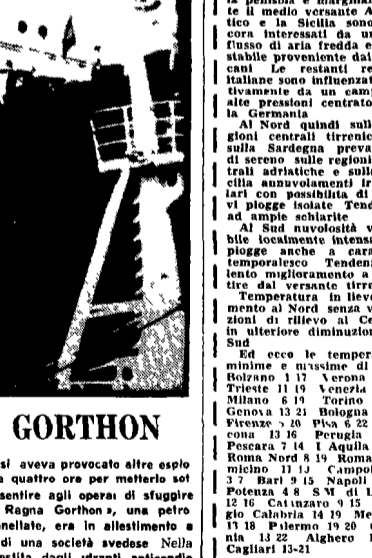 GORTHON
si aveva provocato altre esplo
quattro ore per metterlo sot
sentire agli operai di sfuggire
Ragna Gorthon », una petro
nellate, era in allestimento a
di una società svedese Nella
te il medio versante A
tico e la Sicilia sono
cora interessati da un
flusso di aria fredda e
stabile proveniente dai
cani Le restanti re
italiane sono influenzat
tivamente da un camp
alte pressioni centrato
la Germania
Al Nord quindi sull
gioni centrali tirrenic
sulla Sardegna preva
di sereno sulle regioni
trali adriatiche e sulle
cilia annuvolamenti ir
lari con possibilità di
vi piogge isolate Tend
ad ampie schiarite
Al Sud nuvolosità v
bile localmente intensa
piogge anche a cara
temporalesco Tendenz
lento miglioramento a
tire dal versante tirre
Temperatura in lieve
mento al Nord senza v
zioni di rilievo al Ce
in ulteriore diminuzion
Sud
Ed ecco le temper
minime e massime di
Bolzano 1 17 Verona
Trieste 11 19 Venezia
Milano 6 19 Torino
Genova 13 21 Bologna
Firenze 20 Pisa 6 22
cona 13 16 Perugia
Pescara 7 14 L Aquila
Roma Nord 8 19 Roma
micino 11 Campo
3 7 Bari 9 15 Napoli
Potenza 4 8 S M di L
12 16 Catanzaro 9 15
gio Calabria 14 19 Me
13 18 Palermo 19 20
nia 13 22 Alghero
Cagliari 13-21